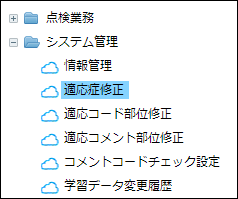 点検業務
システム管理
情報管理
適応症修正
適応コード部位修正
適応コメント部位修正
コメントコードチェック設定
学習データ変更履歴